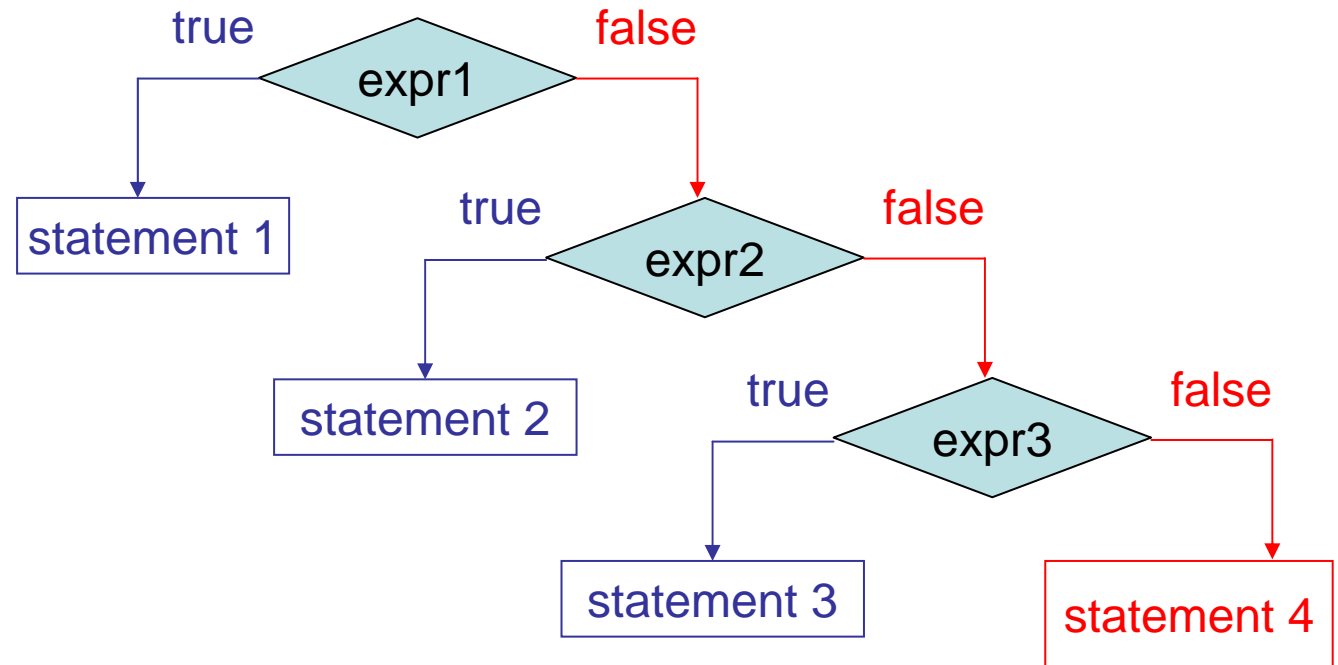 true
false
expr1
statement 1
true
false
expr2
statement 2
true
false
expr3
statement 3
statement 4